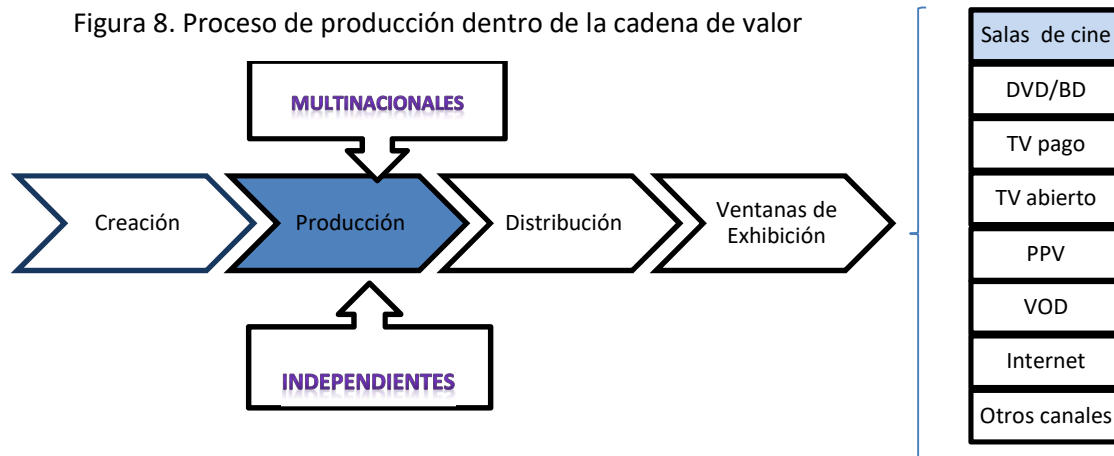 Figura 8. Proceso de producción dentro de la cadena de valor
MULTINACIONALES
Creación
Producción
Distribución
Ventanas de
Exhibición
INDEPENDIENTES
Salas de cine
DVD/BD
TV pago
TV abierto
PPV
VOD
Internet
Otros canales